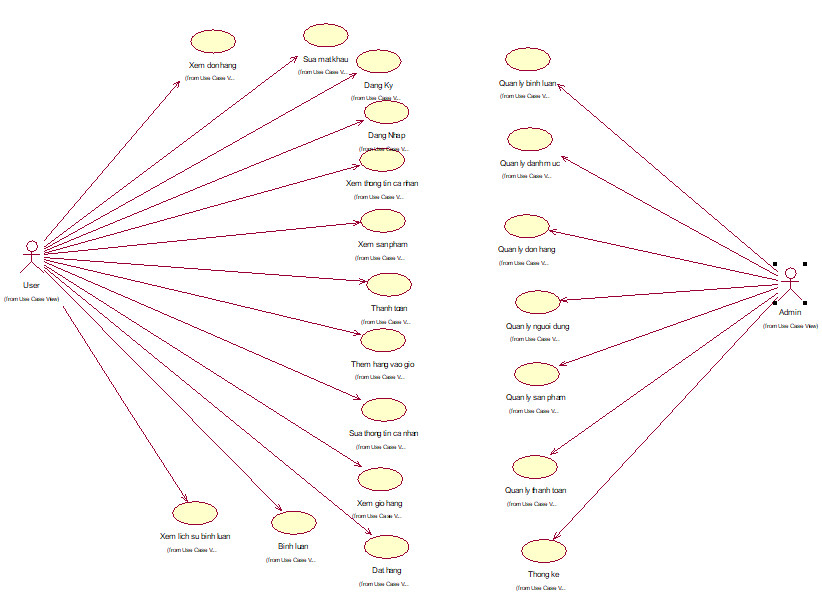 Xem don hang
(from Use Case V...
Sua mat khau
(from Use Case V...
Dang Ky
(from Use Case V...
Dang Nhap
(from Use Case V...
Xem thong tin ca nhan
(from Use Case V...
Xem san pham
(from Use Case V...
User
(from Use Case View)
Thanh toan
(from Use Case V...
Them hang vao gio
(from Use Case V...
Sua thong tin ca nhan
(from Use Case V...
Xem gio hang
(from Use Case V...
Xem lich su binh luan
(from Use Case V...
Binh luan
(from Use Case V...
Dat hang
(from Use Case V...
Quan ly binh luan
(from Use Case V...
Quan ly danh muc
(from Use Case V...
Quan ly don hang
(from Use Case V...
Quan ly nguoi dung
(from Use Case V...
Admin
(from Use Case View)
Quan ly san pham
(from Use Case V...
Quan ly thanh toan
(from Use Case V...
Thong ke
(from Use Case V...